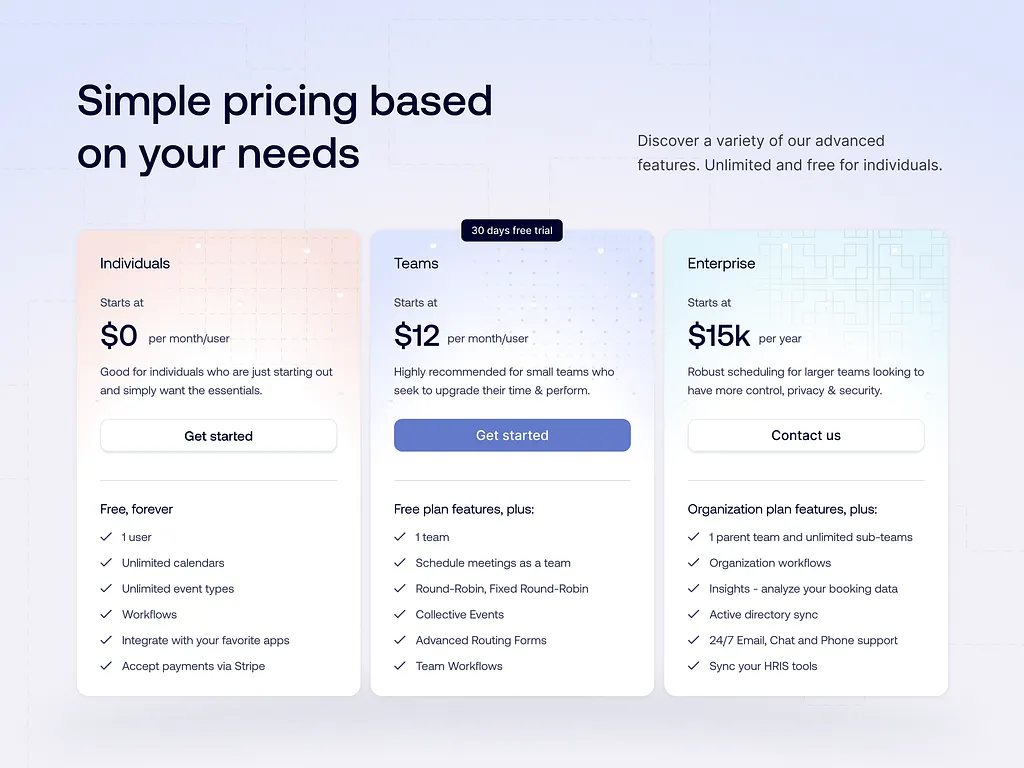 Simple pricing based
on your needs
Discover a variety of our advanced
features. Unlimited and free for individuals.
Individuals
Starts at
$0 per month/user
Good for individuals who are just starting out
and simply want the essentials.
Get started
Free, forever
1 user
Unlimited calendars
Unlimited event types
Workflows
Integrate with your favorite apps
Accept payments via Stripe
30 days free trial
Teams
Starts at
$12 per month/user
Highly recommended for small teams who
seek to upgrade their time & perform.
Get started
Free plan features, plus:
1 team
Schedule meetings as a team
Round-Robin, Fixed Round-Robin
Collective Events
Advanced Routing Forms
Team Workflows
Enterprise
Starts at
$15k per year
Robust scheduling for larger teams looking to
have more control, privacy & security.
Contact us
Organization plan features, plus:
1 parent team and unlimited sub-teams
Organization workflows
Insights - analyze your booking data
Active directory sync
24/7 Email, Chat and Phone support
Sync your HRIS tools